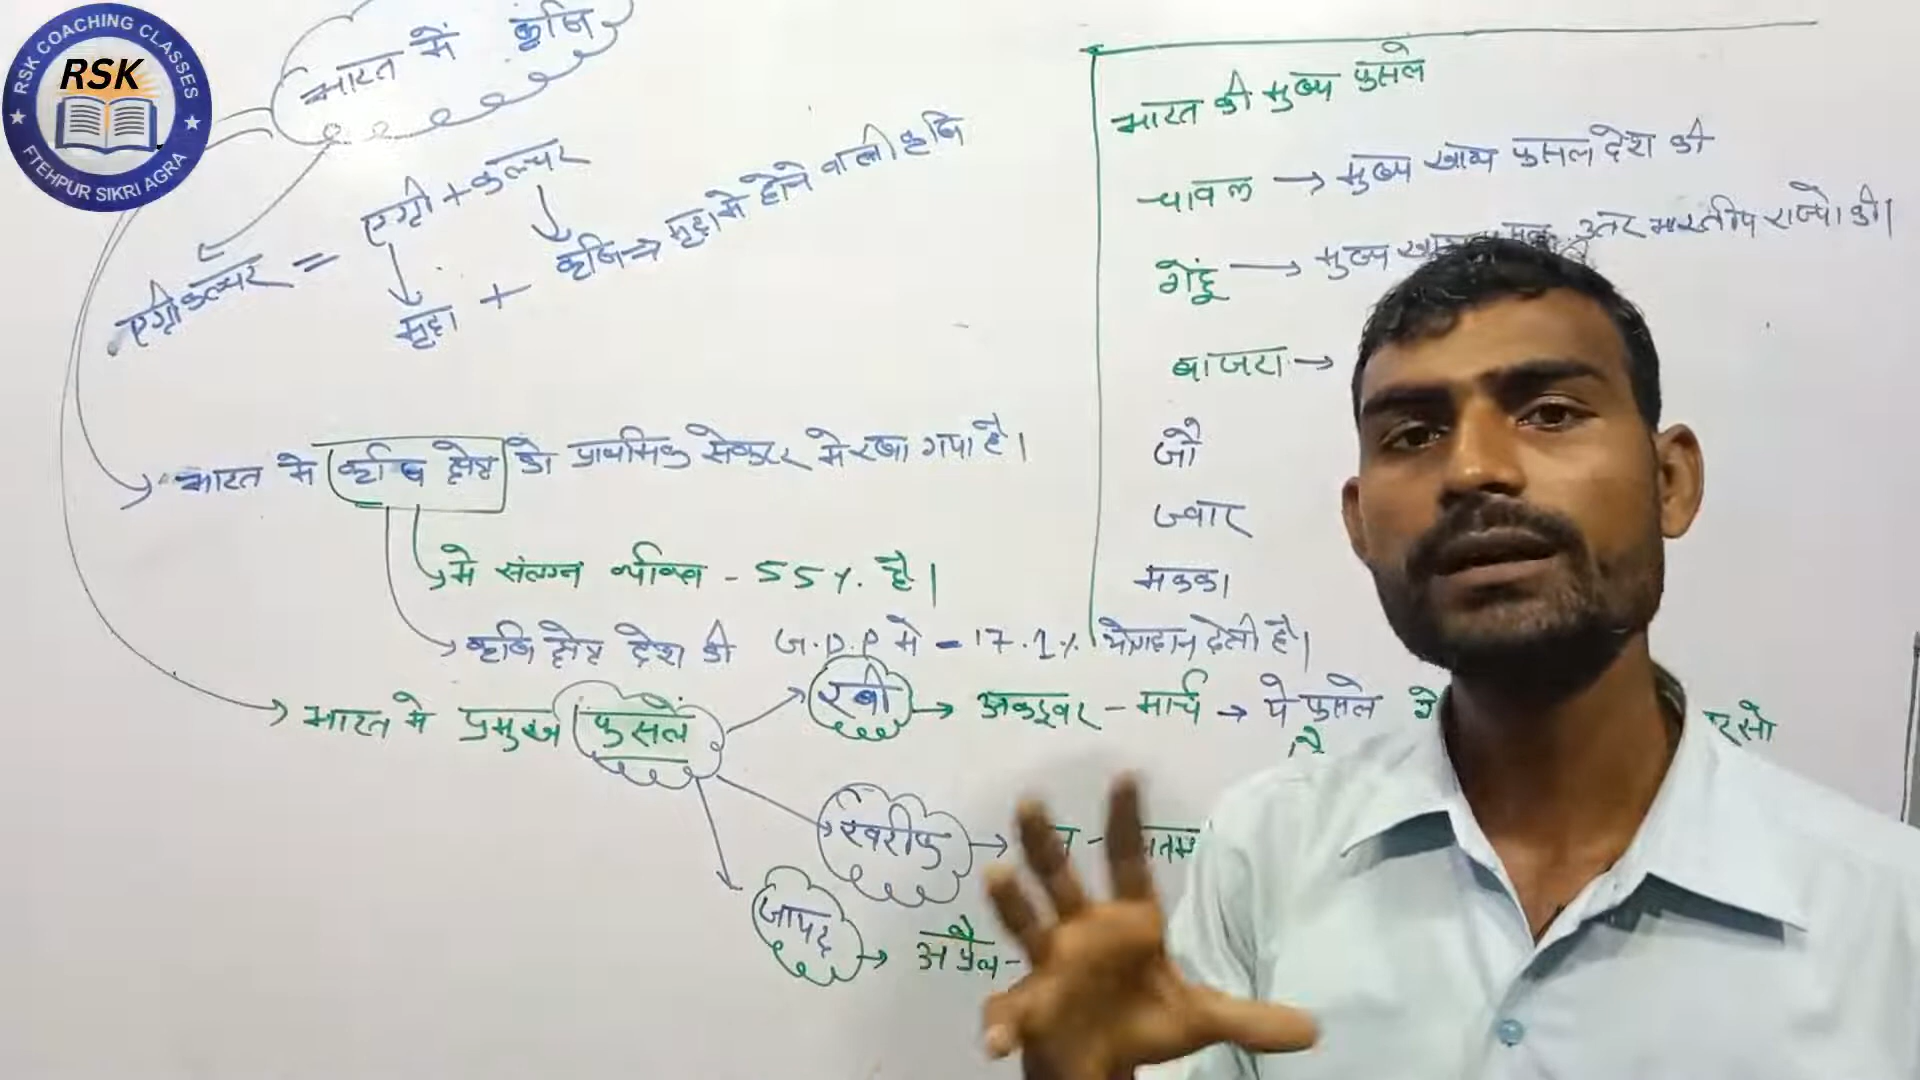 RSK COACHING CLASSES
RSK
FTEHPUR SIKRI AGRA
भारत में कृषि
एग्रीकल्चर = एग्री + कल्चर
मृदा + कृषि → मृदा मे होने वाली कृषि
भारत मे कृषि क्षेत्र को प्राथमिक सेक्टर मे रखा गया है।
मे संलग्न व्यक्ति - 55%. है।
कृषि क्षेत्र देश की G.D.P मे - 17.1% योगदान देती है।
भारत मे प्रमुख फसलें
रबी → अक्टूबर - मार्च → ये फसले
रसो
खरीफ →
जायद → अप्रैल -
भारत की मुख्य फसले
चावल → मुख्य खाद्य फसल देश की
गेंहू → मुख्य उत्तर भारतीय राज्यो की।
बाजरा →
जौ
ज्वार
मक्का